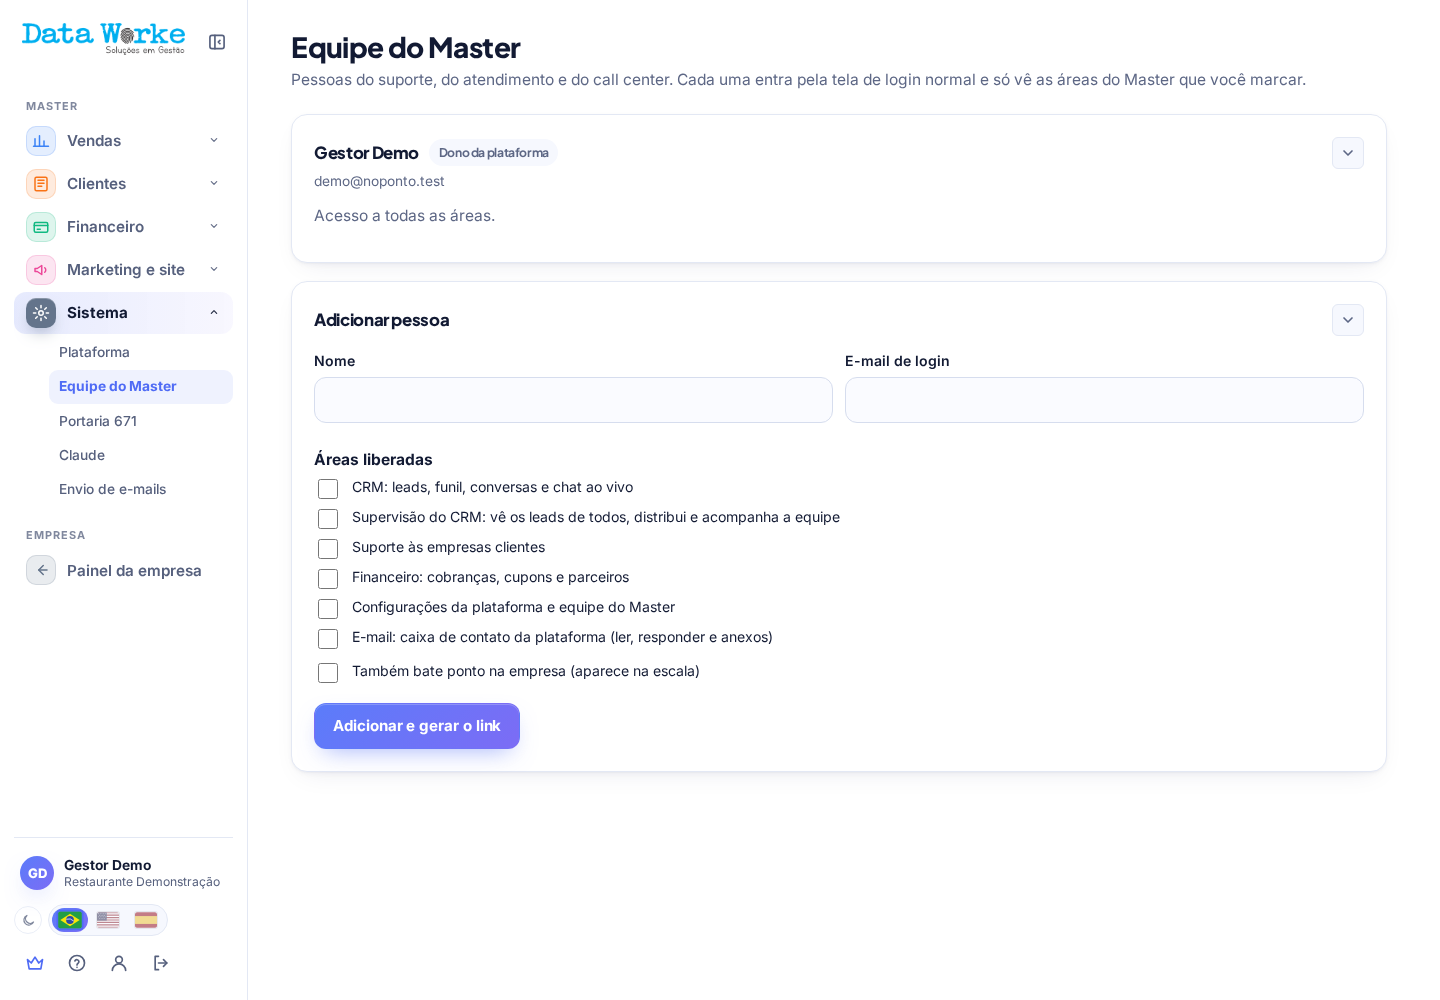 Data Worke
Soluções em Gestão
MASTER
Vendas
Clientes
Financeiro
Marketing e site
Sistema
Plataforma
Equipe do Master
Portaria 671
Claude
Envio de e-mails
EMPRESA
Painel da empresa
GD
Gestor Demo
Restaurante Demonstração
Equipe do Master
Pessoas do suporte, do atendimento e do call center. Cada uma entra pela tela de login normal e só vê as áreas do Master que você marcar.
Gestor Demo
Dono da plataforma
demo@noponto.test
Acesso a todas as áreas.
Adicionar pessoa
Nome
E-mail de login
Áreas liberadas
CRM: leads, funil, conversas e chat ao vivo
Supervisão do CRM: vê os leads de todos, distribui e acompanha a equipe
Suporte às empresas clientes
Financeiro: cobranças, cupons e parceiros
Configurações da plataforma e equipe do Master
E-mail: caixa de contato da plataforma (ler, responder e anexos)
Também bate ponto na empresa (aparece na escala)
Adicionar e gerar o link